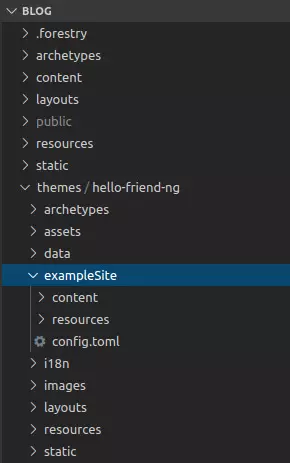 BLOG
.forestry
archetypes
content
layouts
public
resources
static
themes / hello-friend-ng
archetypes
assets
data
exampleSite
content
resources
config.toml
i18n
images
layouts
resources
static